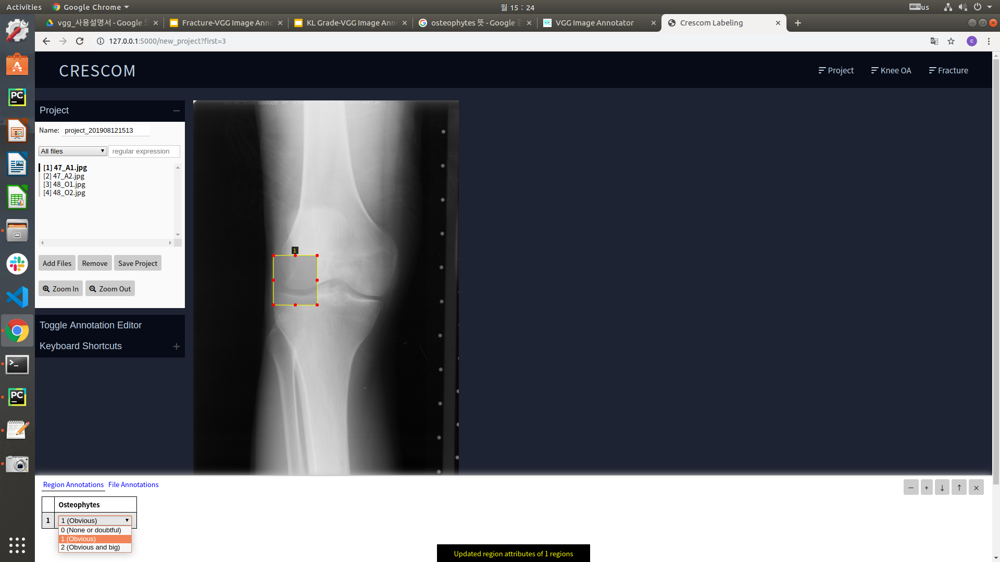 Activities
Google Chrome
월 15 : 24
us
vgg_사용설명서 - Google 드
Fracture-VGG Image Anno
KL Grade-VGG Image Ann
osteophytes 뜻 - Google 검
VGG Image Annotator
Crescom Labeling
127.0.0.1:5000/new_project?first=3
c
CRESCOM
Project
Knee OA
Fracture
Project
Name: project_201908121513
All files
regular expression
[1] 47_A1.jpg
[2] 47_A2.jpg
[3] 48_O1.jpg
[4] 48_O2.jpg
Add Files
Remove
Save Project
Zoom In
Zoom Out
Toggle Annotation Editor
Keyboard Shortcuts
1
Region Annotations
File Annotations
Osteophytes
1
1 (Obvious)
0 (None or doubtful)
1 (Obvious)
2 (Obvious and big)
Updated region attributes of 1 regions